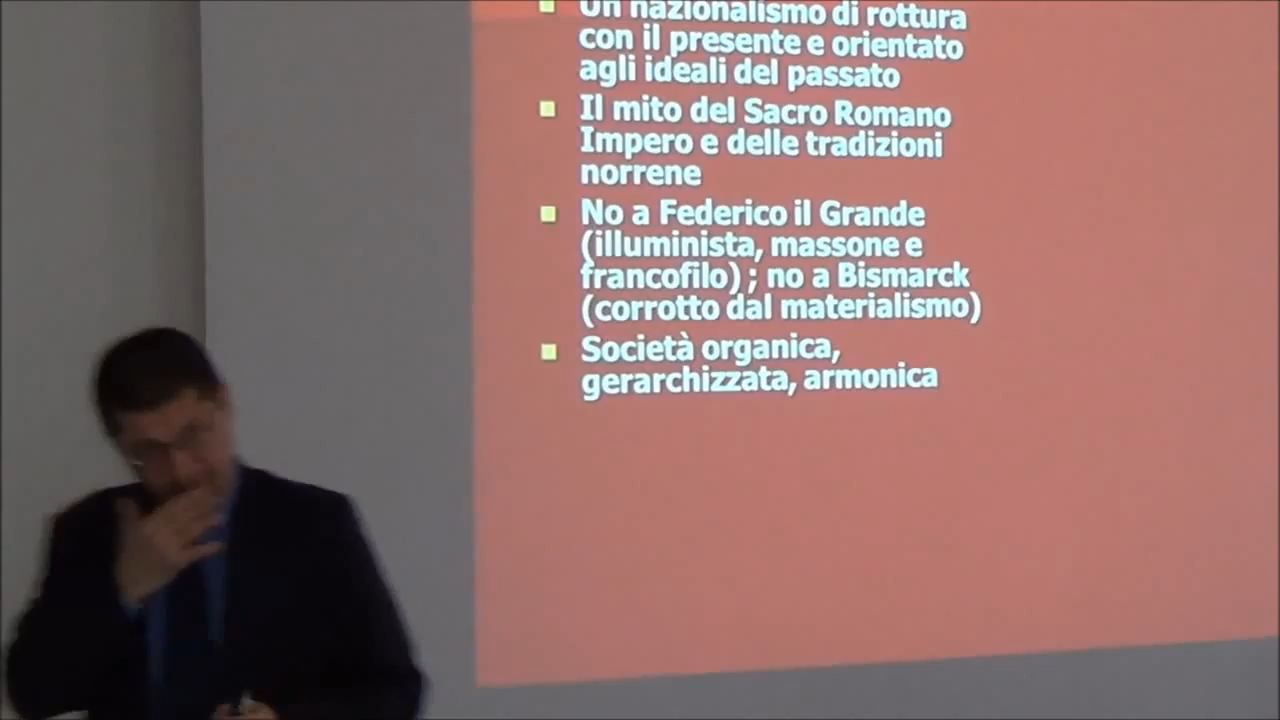 Un nazionalismo di rottura
con il presente e orientato
agli ideali del passato
Il mito del Sacro Romano
Impero e delle tradizioni
norrene
No a Federico il Grande
(illuminista, massone e
francofilo) ; no a Bismarck
(corrotto dal materialismo)
Società organica,
gerarchizzata, armonica